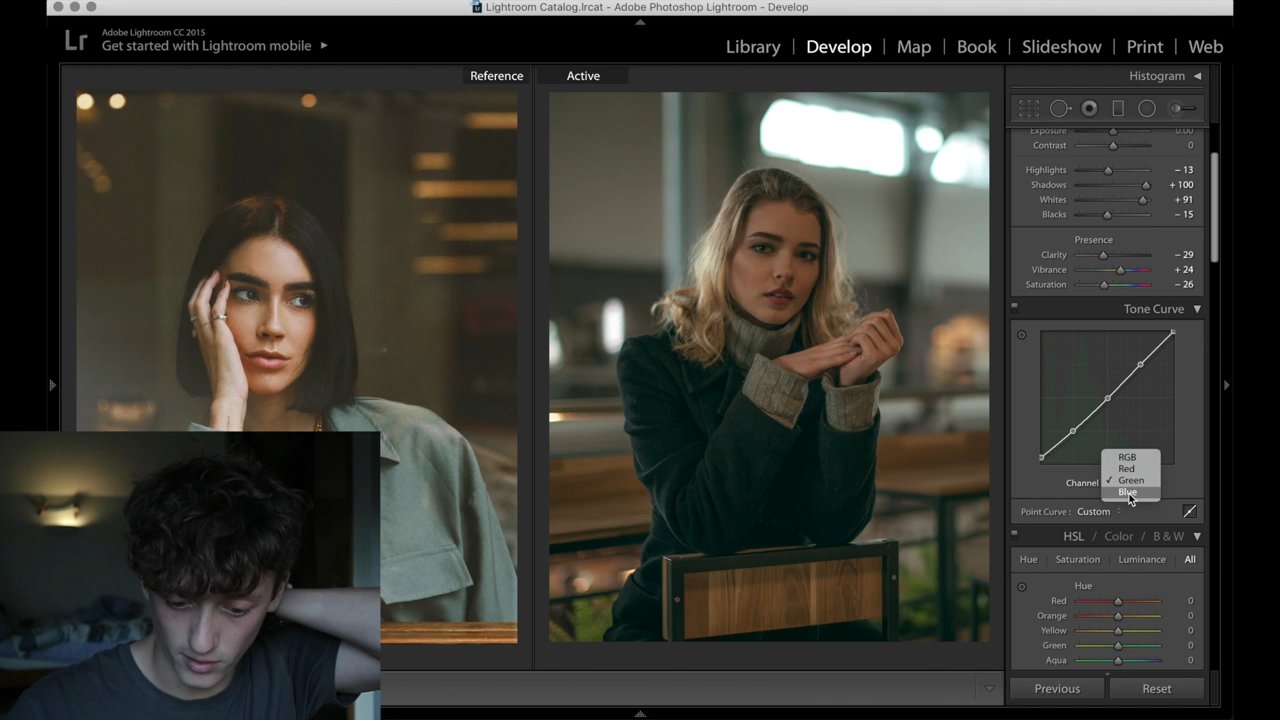 Lightroom Catalog.lrcat - Adobe Photoshop Lightroom - Develop
Lr
Adobe Lightroom CC 2015
Get started with Lightroom mobile
Library | Develop | Map | Book | Slideshow | Print | Web
Reference
Active
Histogram
Exposure 0.00
Contrast 0
Highlights – 13
Shadows + 100
Whites + 91
Blacks – 15
Presence
Clarity – 29
Vibrance + 24
Saturation – 26
Tone Curve
RGB
Red
Channel ✓ Green
Blue
Point Curve : Custom
HSL / Color / B & W
Hue Saturation Luminance All
Hue
Red 0
Orange 0
Yellow 0
Green 0
Aqua 0
Previous Reset